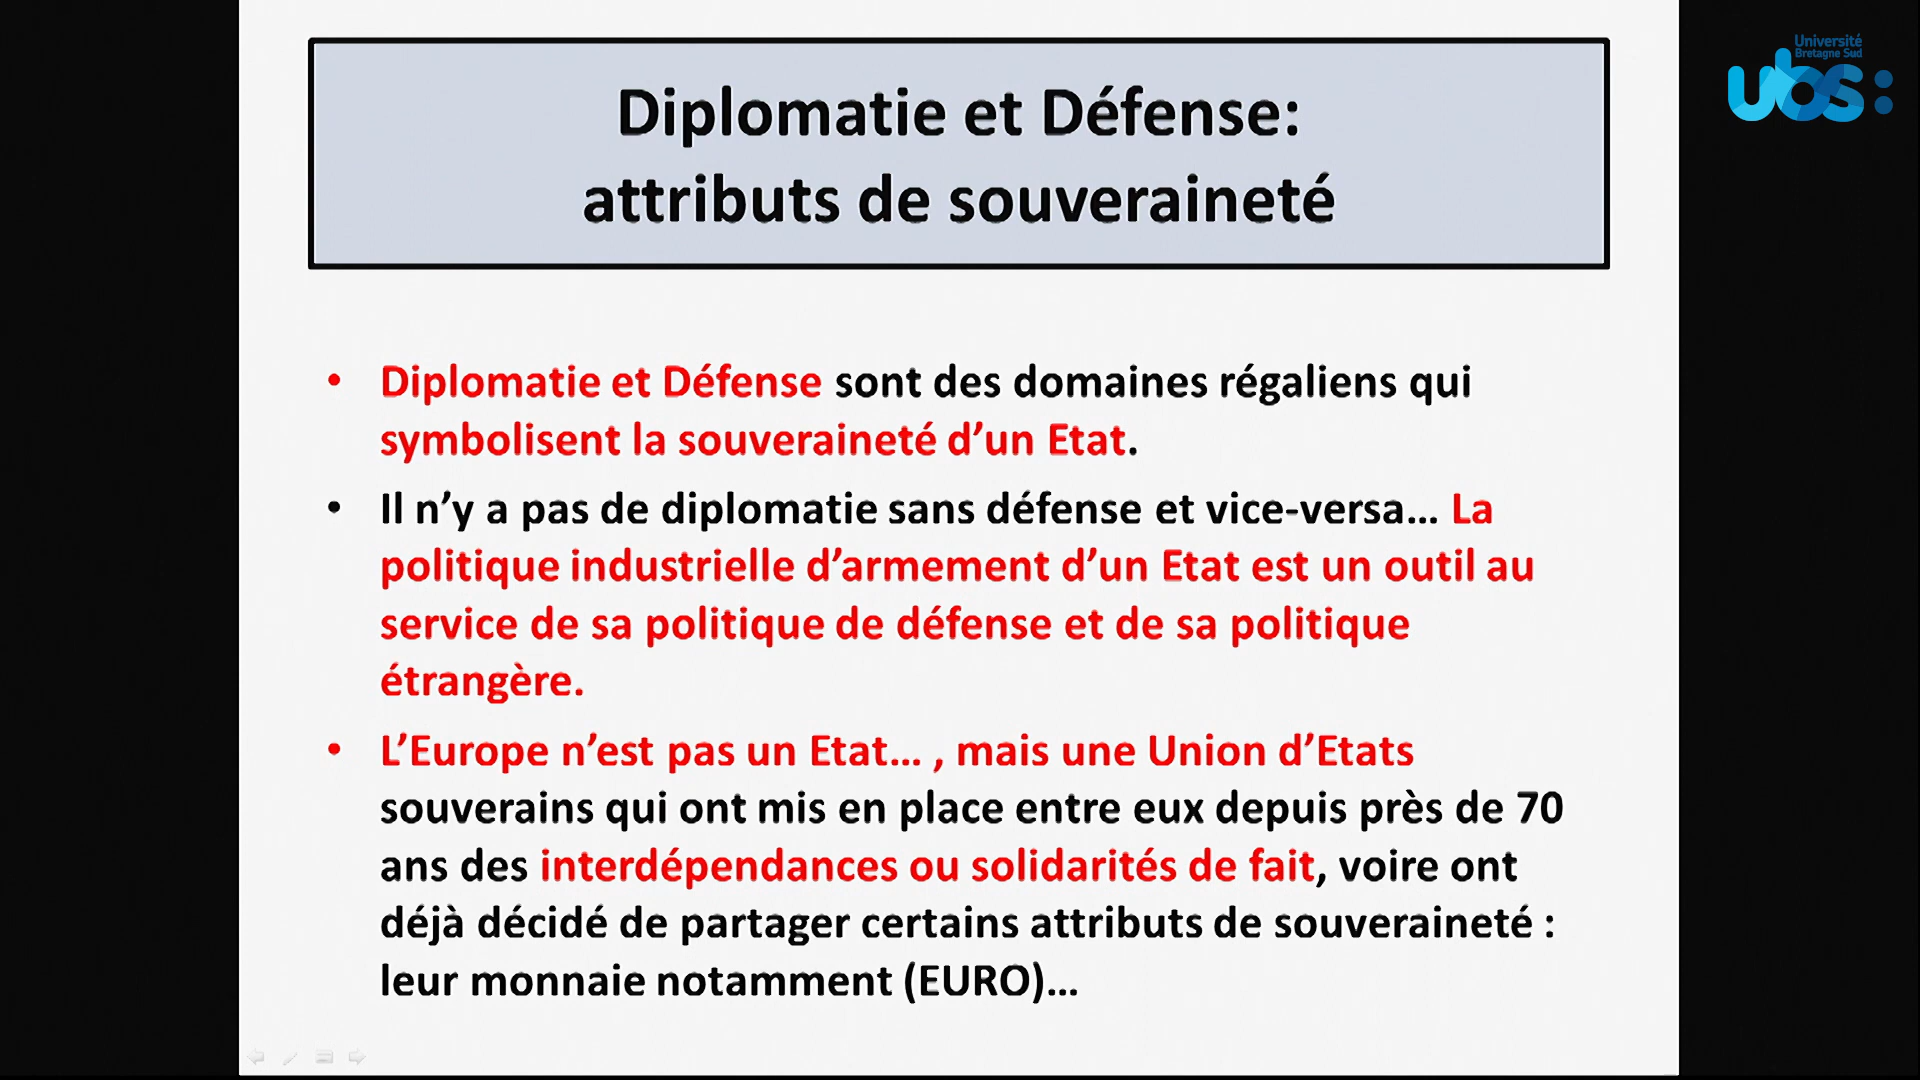 Université
Bretagne Sud
ubs:
Diplomatie et Défense:
attributs de souveraineté
• Diplomatie et Défense sont des domaines régaliens qui
symbolisent la souveraineté d’un Etat.
• Il n’y a pas de diplomatie sans défense et vice-versa… La
politique industrielle d’armement d’un Etat est un outil au
service de sa politique de défense et de sa politique
étrangère.
• L’Europe n’est pas un Etat… , mais une Union d’Etats
souverains qui ont mis en place entre eux depuis près de 70
ans des interdépendances ou solidarités de fait, voire ont
déjà décidé de partager certains attributs de souveraineté :
leur monnaie notamment (EURO)…